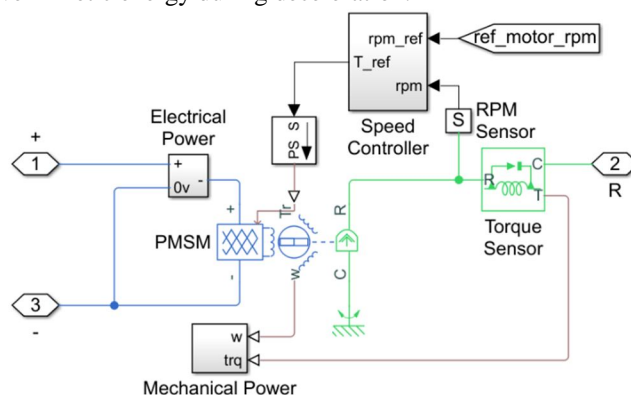 rpm_ref
ref_motor_rpm
T_ref
rpm
Electrical
Power
PS S
S
RPM
Sensor
Speed
Controller
+
1
+
0v
-
Tr
R
R
C
T
2
R
Torque
Sensor
+
PMSM
-
w
C
3
-
w
trq
Mechanical Power